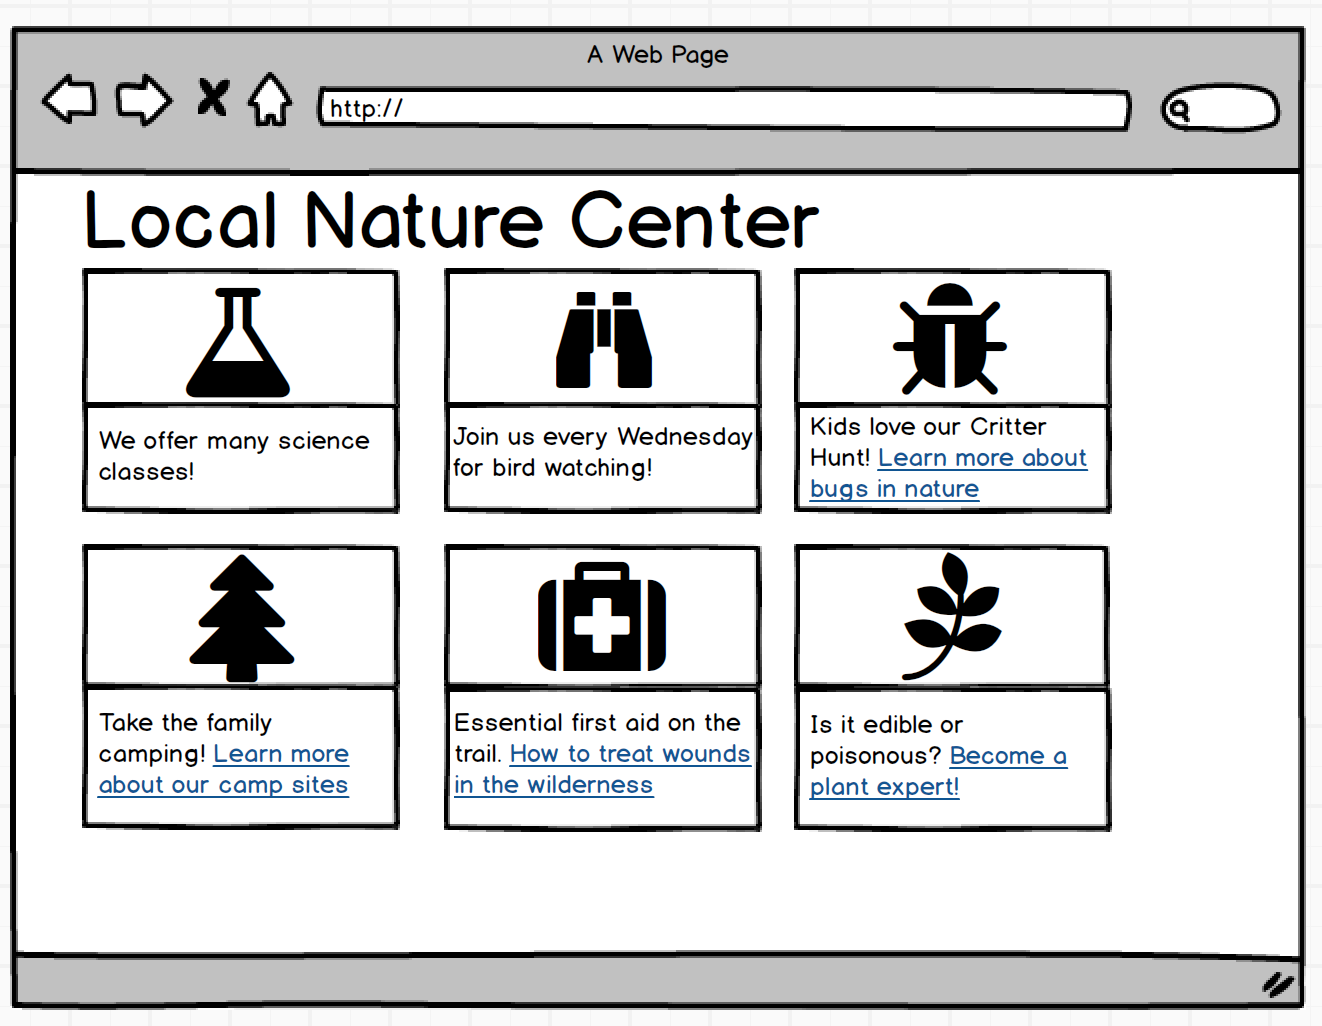 A Web Page
http://
Local Nature Center
We offer many science
classes!
Join us every Wednesday
for bird watching!
Kids love our Critter
Hunt! Learn more about
bugs in nature
Take the family
camping! Learn more
about our camp sites
Essential first aid on the
trail. How to treat wounds
in the wilderness
Is it edible or
poisonous? Become a
plant expert!